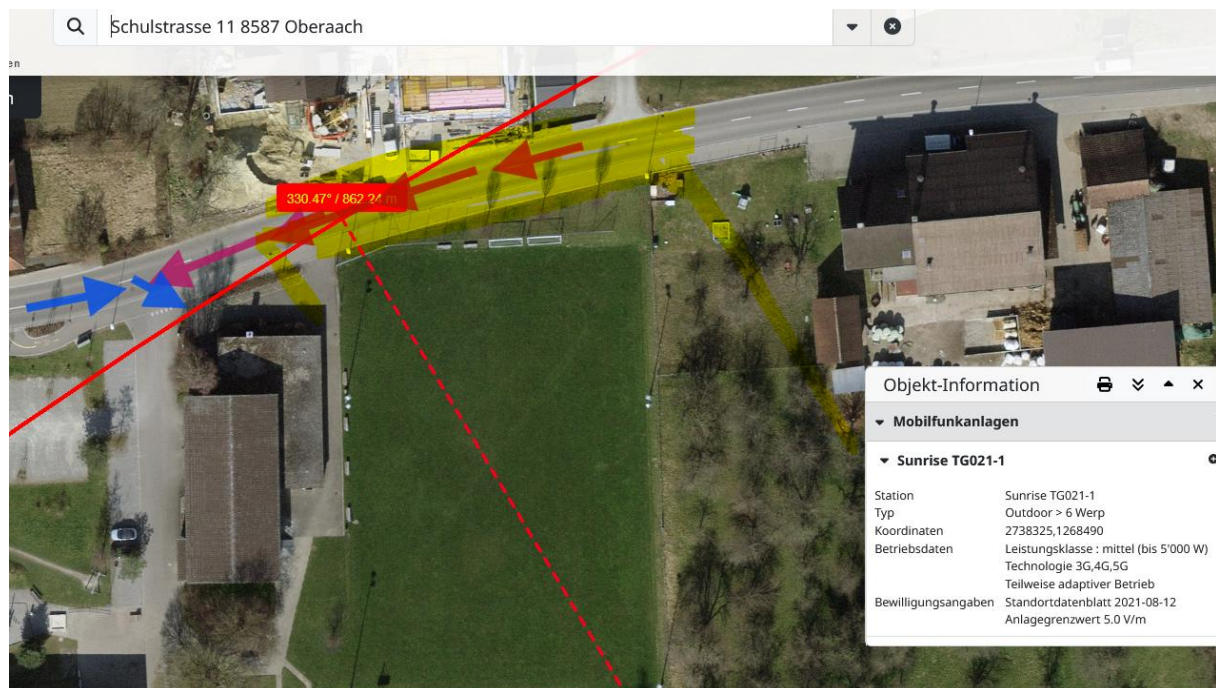 Schulstrasse 11 8587 Oberaach
en
330.47° / 862.24 m
Objekt-Information
Mobilfunkanlagen
Sunrise TG021-1
Station Sunrise TG021-1
Typ Outdoor > 6 Werp
Koordinaten 2738325,1268490
Betriebsdaten Leistungsklasse : mittel (bis 5'000 W)
Technologie 3G,4G,5G
Teilweise adaptiver Betrieb
Bewilligungsangaben Standortdatenblatt 2021-08-12
Anlagegrenzwert 5.0 V/m